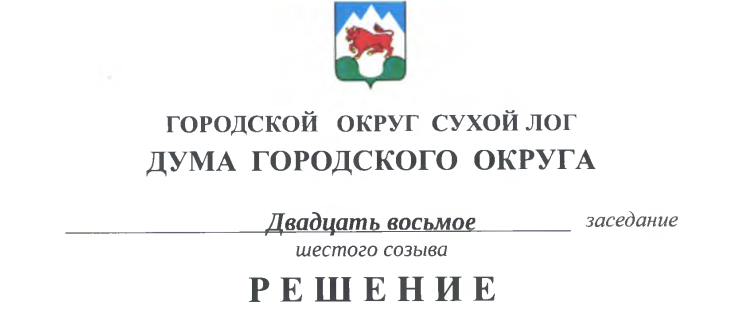 ГОРОДСКОЙ ОКРУГ СУХОЙ ЛОГ
ДУМА ГОРОДСКОГО ОКРУГА
Двадцать восьмое заседание
шестого созыва
РЕШЕНИЕ